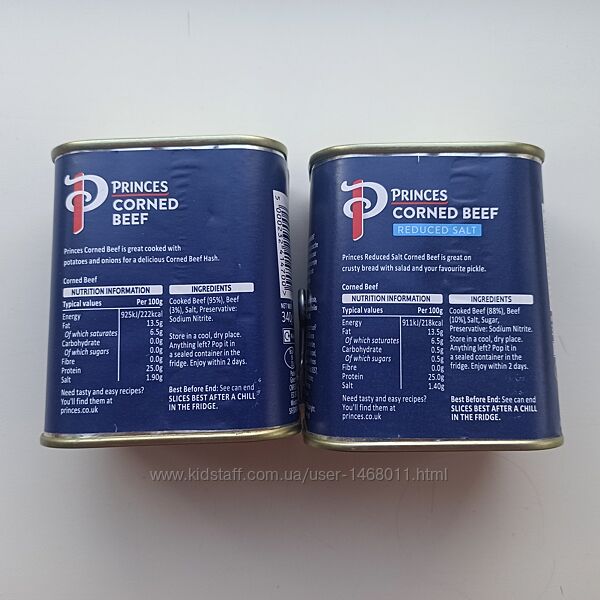 PRINCES
CORNED
BEEF
Princes Corned Beef is great cooked with
potatoes and onions for a delicious Corned Beef Hash.
Corned Beef
NUTRITION INFORMATION
Typical values Per 100g
Energy 925kJ/222kcal
Fat 13.5g
Of which saturates 6.5g
Carbohydrate 0.0g
Of which sugars 0.0g
Fibre 0.0g
Protein 25.0g
Salt 1.90g
Need tasty and easy recipes?
You'll find them at
princes.co.uk
INGREDIENTS
Cooked Beef (95%), Beef
(3%), Salt, Preservative:
Sodium Nitrite.
Store in a cool, dry place.
Anything left? Pop it in
a sealed container in the
fridge. Enjoy within 2 days.
Best Before End: See can end
SLICES BEST AFTER A CHILL
IN THE FRIDGE.
NET
340
PRINCES
CORNED BEEF
REDUCED SALT
Princes Reduced Salt Corned Beef is great on
crusty bread with salad and your favourite pickle.
Corned Beef
NUTRITION INFORMATION
Typical values Per 100g
Energy 911kJ/218kcal
Fat 13.5g
Of which saturates 6.5g
Carbohydrate 0.5g
Of which sugars 0.5g
Fibre 0.0g
Protein 25.0g
Salt 1.40g
Need tasty and easy recipes?
You'll find them at
princes.co.uk
INGREDIENTS
Cooked Beef (88%), Beef
(10%), Salt, Sugar,
Preservative: Sodium Nitrite.
Store in a cool, dry place.
Anything left? Pop it in
a sealed container in the
fridge. Enjoy within 2 days.
Best Before End: See can end
SLICES BEST AFTER A CHILL
IN THE FRIDGE.
www.kidstaff.com.ua/user-1468011.html